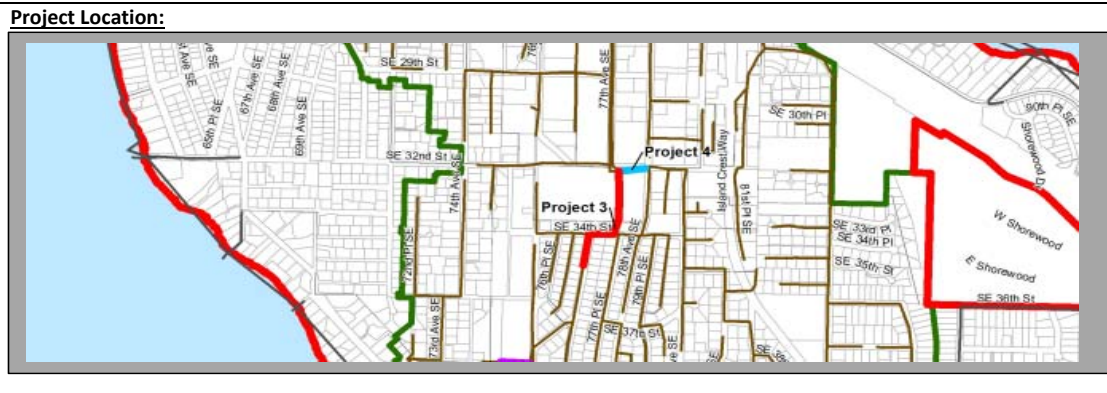 Project Location:
SE 29th St
76th
77th Ave SE
65th Pl SE
67th Ave SE
68th Ave SE
69th Ave SE
SE 30th Pl
90th Pl SE
Shorewood Dr
SE 32nd St
74th Ave SE
Project 4
Island Crest Way
81st Pl SE
Project 3
SE 34th St
78th Ave SE
72nd Pl SE
76th Pl SE
79th Pl SE
77th Pl SE
SE 33rd Pl
SE 34th Pl
SE 35th St
W Shorewood
E Shorewood
SE 36th St
73rd Ave SE
SE 37th St
ve SE